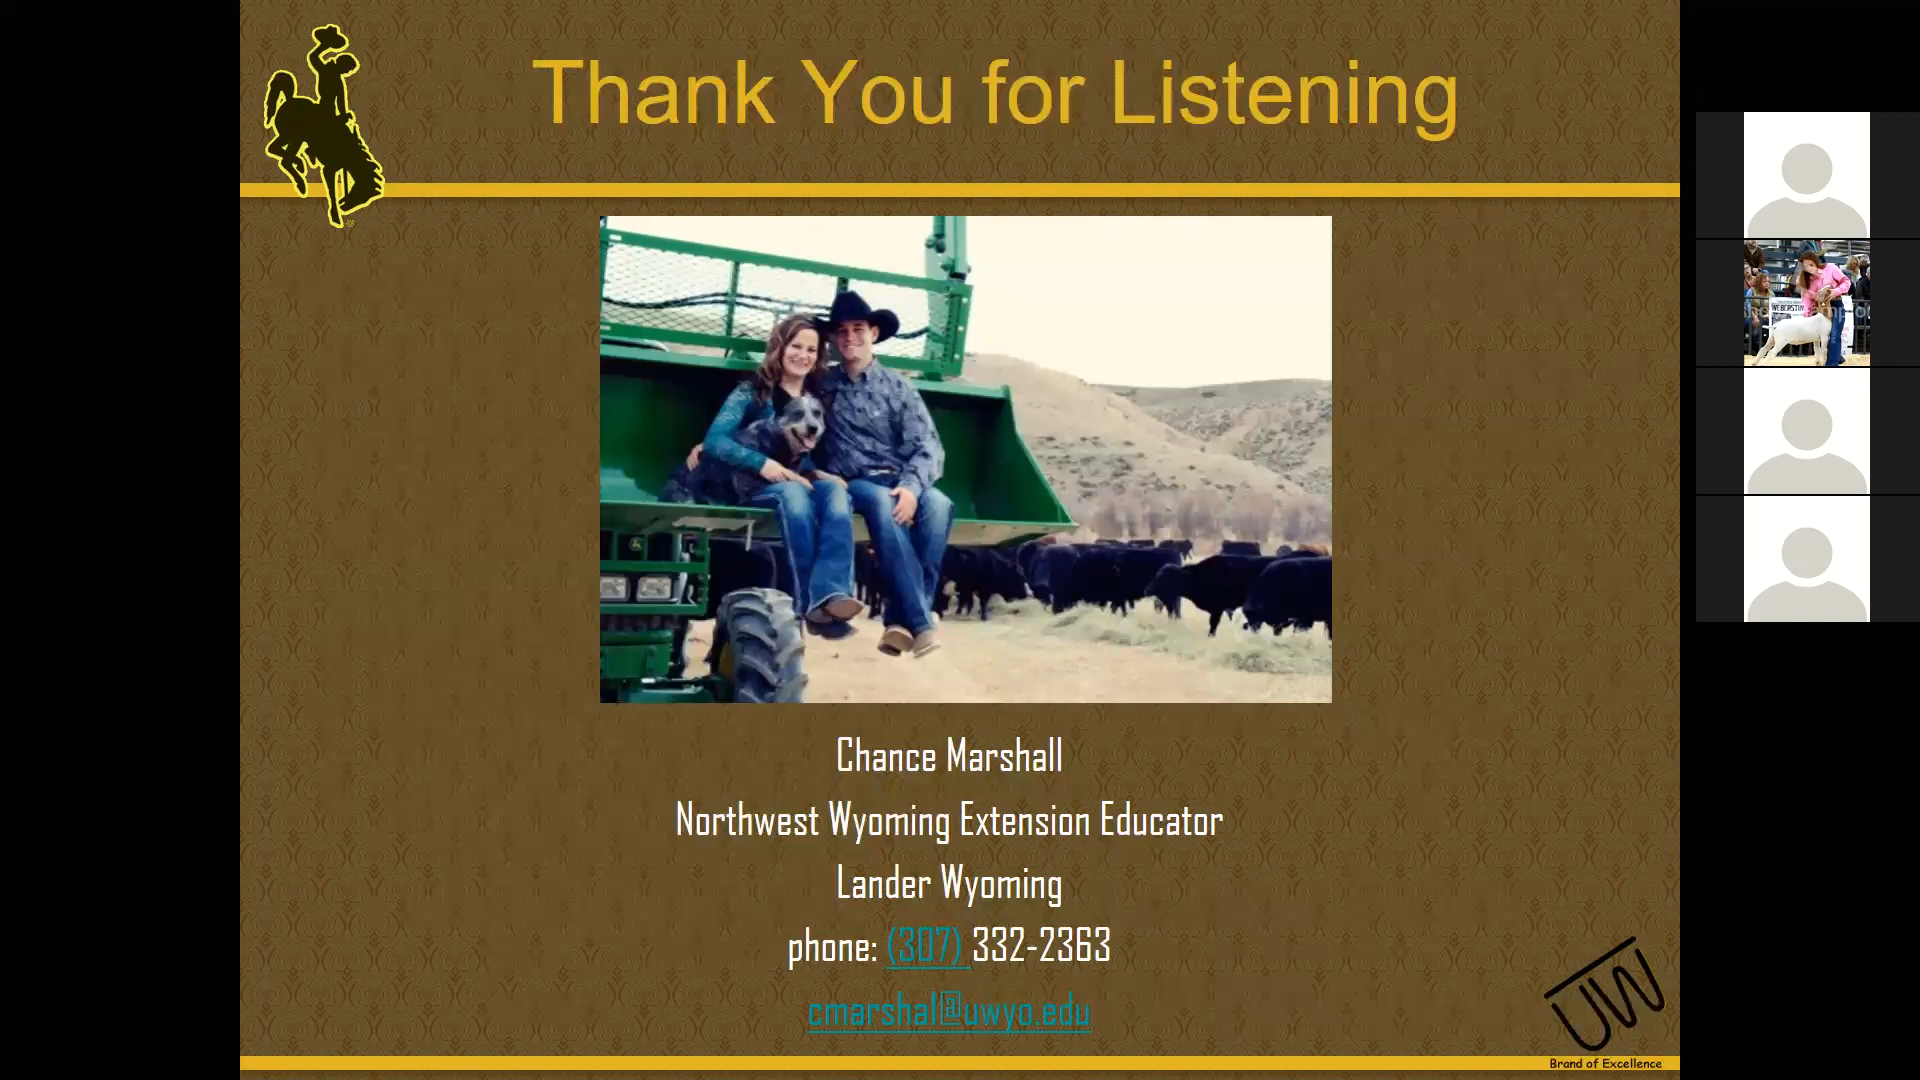 Thank You for Listening
WEBCASTIN
Chance Marshall
Northwest Wyoming Extension Educator
Lander Wyoming
phone: (307) 332-2363
cmarshal@uwyo.edu
UW
Brand of Excellence